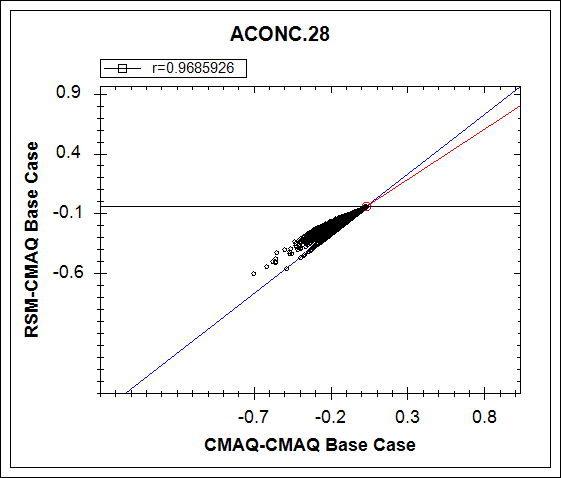 ACONC.28
r=0.9685926
0.9
0.4
-0.1
-0.6
RSM-CMAQ Base Case
-0.7 -0.2 0.3 0.8
CMAQ-CMAQ Base Case